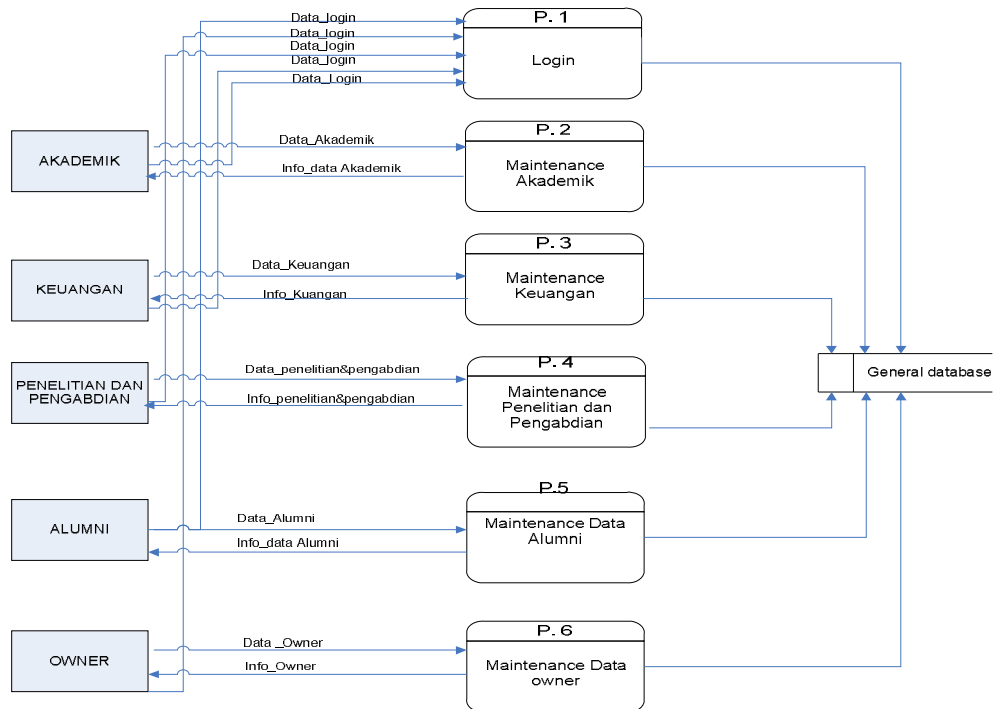 Data_login
Data_login
Data_login
Data_login
Data_Login
P. 1
Login
AKADEMIK
Data_Akademik
Info_data Akademik
P. 2
Maintenance
Akademik
KEUANGAN
Data_Keuangan
Info_Kuangan
P. 3
Maintenance
Keuangan
PENELITIAN DAN
PENGABDIAN
Data_penelitian&pengabdian
Info_penelitian&pengabdian
P. 4
Maintenance
Penelitian dan
Pengabdian
General database
ALUMNI
Data_Alumni
Info_data Alumni
P.5
Maintenance Data
Alumni
OWNER
Data _Owner
Info_Owner
P. 6
Maintenance Data
owner